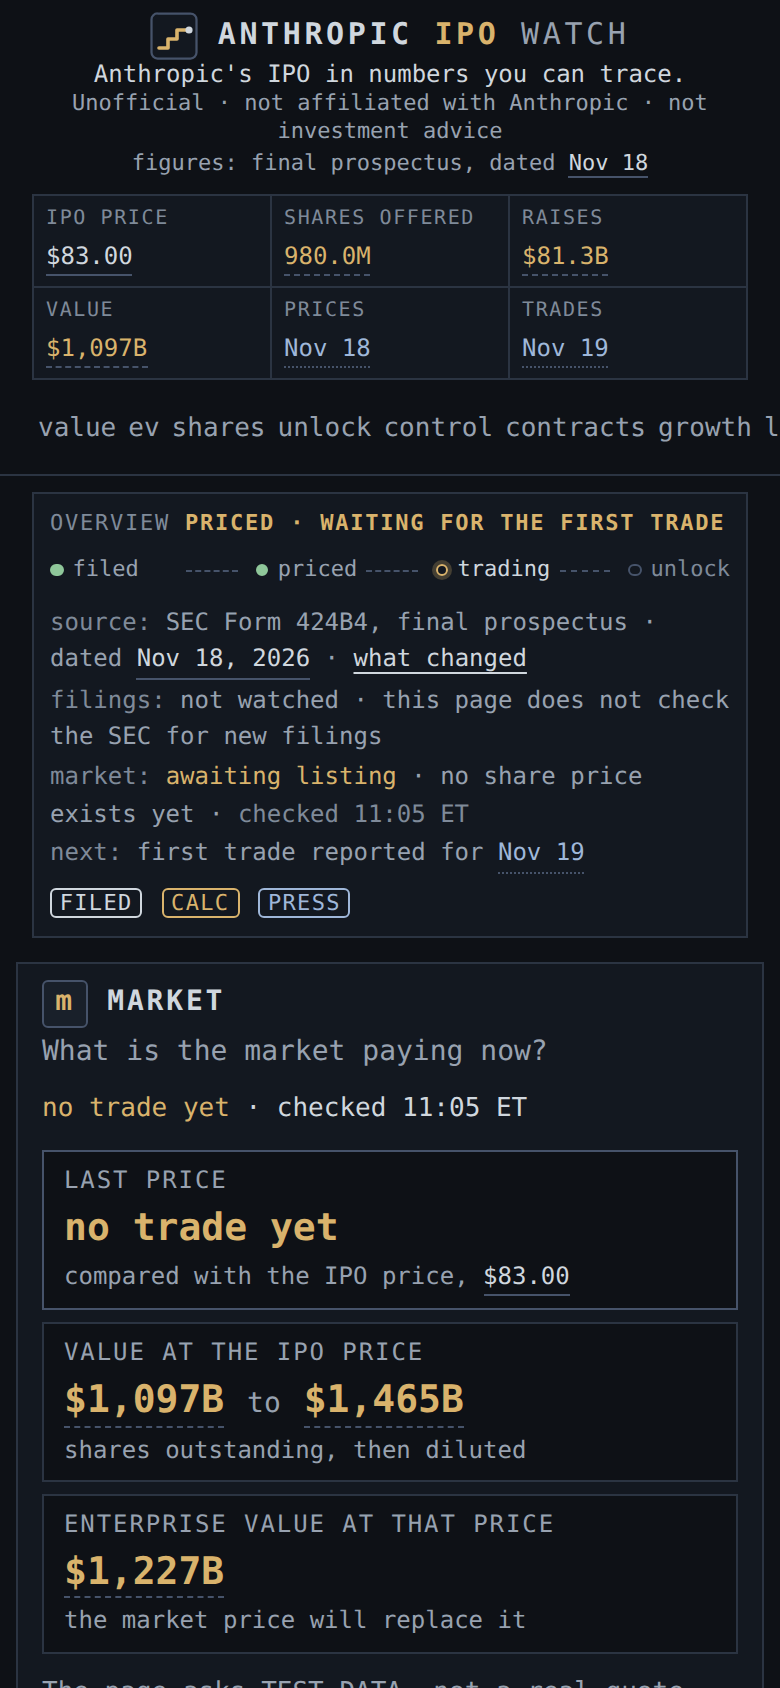 ANTHROPIC IPO WATCH
Anthropic's IPO in numbers you can trace.
Unofficial · not affiliated with Anthropic · not
investment advice
figures: final prospectus, dated Nov 18
IPO PRICE
$83.00
SHARES OFFERED
980.0M
RAISES
$81.3B
VALUE
$1,097B
PRICES
Nov 18
TRADES
Nov 19
value ev shares unlock control contracts growth l
OVERVIEW PRICED · WAITING FOR THE FIRST TRADE
filed priced trading unlock
source: SEC Form 424B4, final prospectus ·
dated Nov 18, 2026 · what changed
filings: not watched · this page does not check
the SEC for new filings
market: awaiting listing · no share price
exists yet · checked 11:05 ET
next: first trade reported for Nov 19
FILED CALC PRESS
m MARKET
What is the market paying now?
no trade yet · checked 11:05 ET
LAST PRICE
no trade yet
compared with the IPO price, $83.00
VALUE AT THE IPO PRICE
$1,097B to $1,465B
shares outstanding, then diluted
ENTERPRISE VALUE AT THAT PRICE
$1,227B
the market price will replace it
The page asks TEST DATA, not a real quote